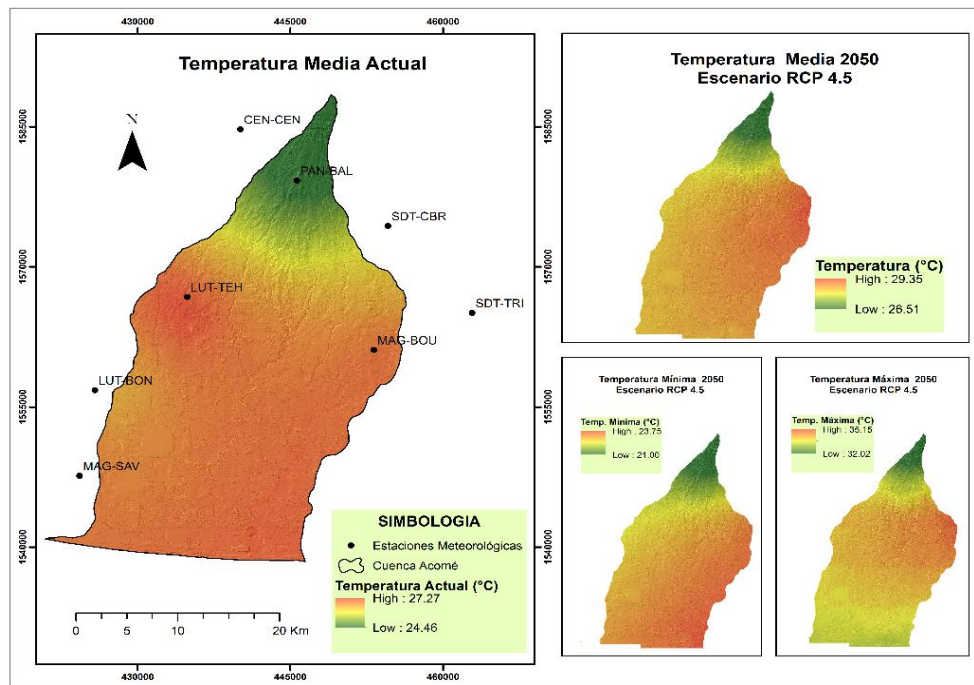 430000
445000
460000
Temperatura Media Actual
1585000
1585000
N
CEN-CEN
PAN-BAL
SDT-CBR
1570000
1570000
LUT-TEH
SDT-TRI
MAG-BOU
LUT-BON
1555000
1555000
MAG-SAV
SIMBOLOGIA
Estaciones Meteorológicas
Cuenca Acomé
1540000
1540000
Temperatura Actual (°C)
High : 27.27
Low : 24.46
0 5 10 20 Km
430000
445000
460000
Temperatura Media 2050
Escenario RCP 4.5
Temperatura (°C)
High : 29.35
Low : 26.51
Temperatura Mínima 2050
Escenario RCP 4.5
Temp. Mínima (°C)
High : 23.75
Low : 21.00
Temperatura Máxima 2050
Escenario RCP 4.5
Temp. Máxima (°C)
High : 35.15
Low : 32.02